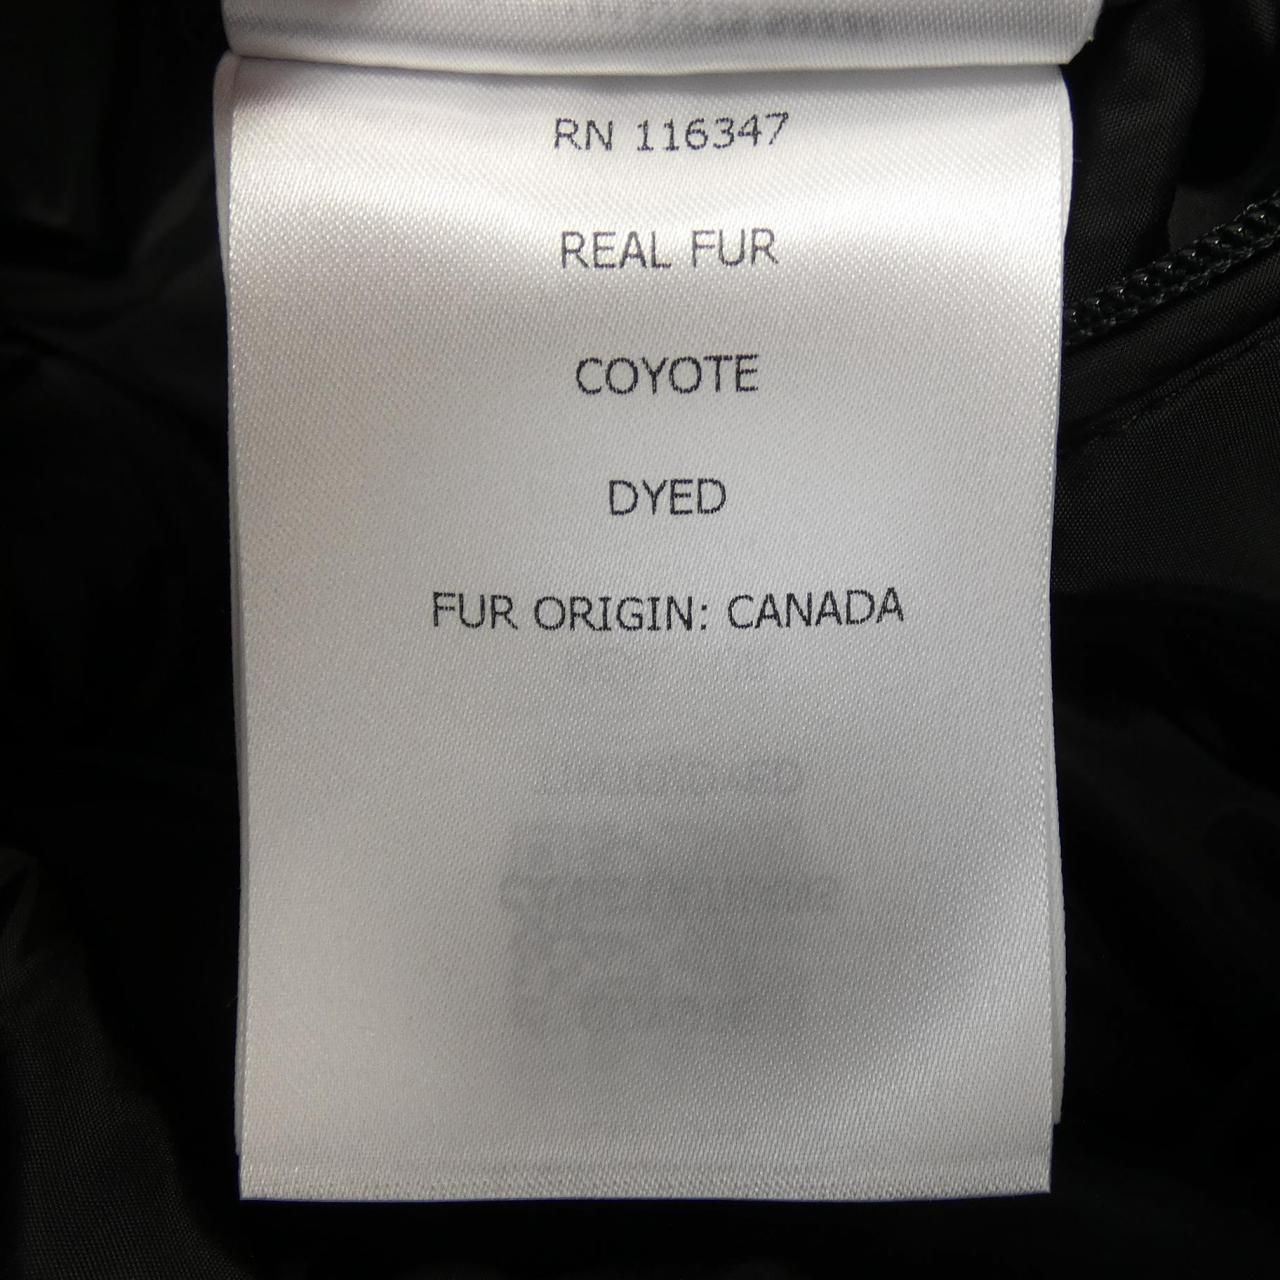 RN 116347
REAL FUR
COYOTE
DYED
FUR ORIGIN: CANADA